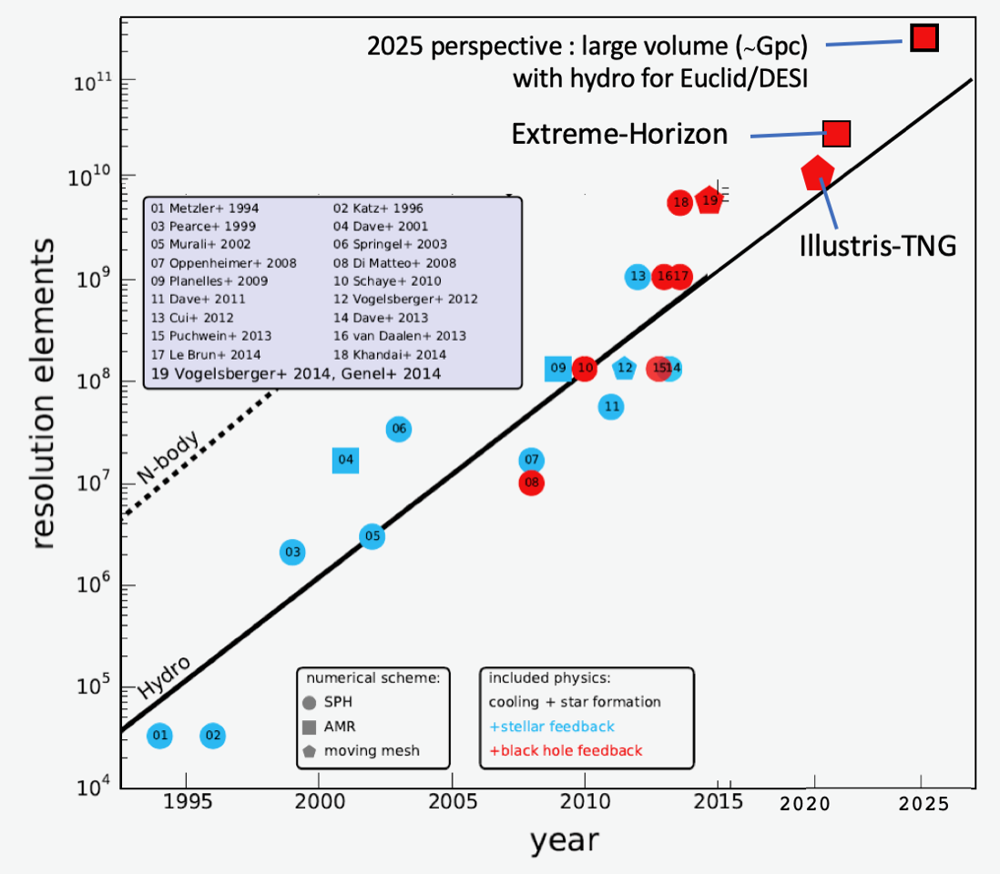 2025 perspective : large volume (~Gpc)
with hydro for Euclid/DESI
Extreme-Horizon
Illustris-TNG
resolution elements
10^11
10^10
10^9
10^8
10^7
10^6
10^5
10^4
01 Metzler+ 1994 02 Katz+ 1996
03 Pearce+ 1999 04 Dave+ 2001
05 Murali+ 2002 06 Springel+ 2003
07 Oppenheimer+ 2008 08 Di Matteo+ 2008
09 Planelles+ 2009 10 Schaye+ 2010
11 Dave+ 2011 12 Vogelsberger+ 2012
13 Cui+ 2012 14 Dave+ 2013
15 Puchwein+ 2013 16 van Daalen+ 2013
17 Le Brun+ 2014 18 Khandai+ 2014
19 Vogelsberger+ 2014, Genel+ 2014
18 19
13 16 17
09 10 12 15 14
11
N-body
06
04 07
08
05
03
Hydro
01 02
numerical scheme:
SPH
AMR
moving mesh
included physics:
cooling + star formation
+stellar feedback
+black hole feedback
1995 2000 2005 2010 2015 2020 2025
year